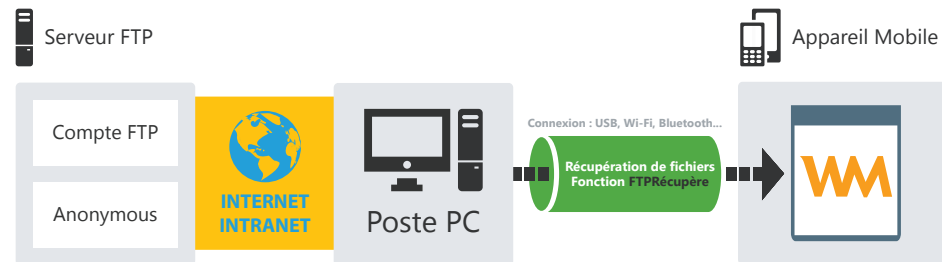 Serveur FTP
Appareil Mobile
Compte FTP
Anonymous
INTERNET
INTRANET
Poste PC
Connexion : USB, Wi-Fi, Bluetooth...
Récupération de fichiers
Fonction FTPRécupère
WM